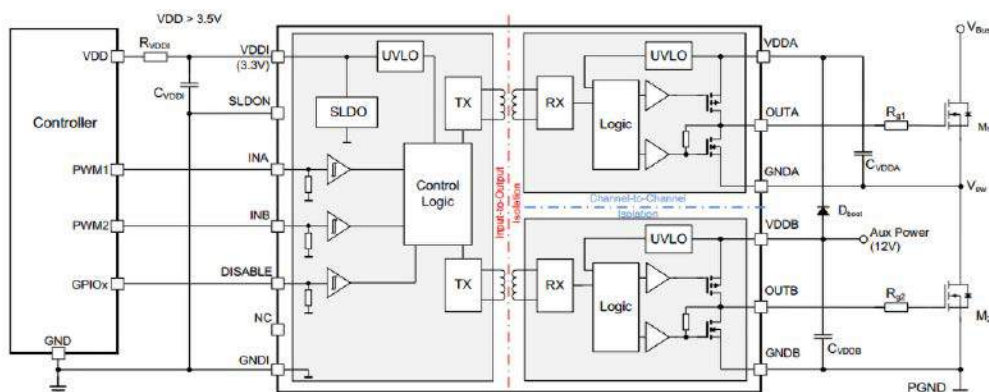 VDD > 3.5V
Controller
VDD
PWM1
PWM2
GPIOx
GND
RVDDI
CVDDI
VDDI
(3.3V)
SLDON
INA
INB
DISABLE
NC
GNDI
UVLO
SLDO
Control
Logic
TX
TX
Input-to-Output
Isolation
Channel-to-Channel
Isolation
RX
UVLO
Logic
RX
UVLO
Logic
VDDA
OUTA
GNDA
VDDB
OUTB
GNDB
Rg1
CVDDA
Dboot
Aux Power
(12V)
Rg2
CVDDB
VBus
VSW
PGND